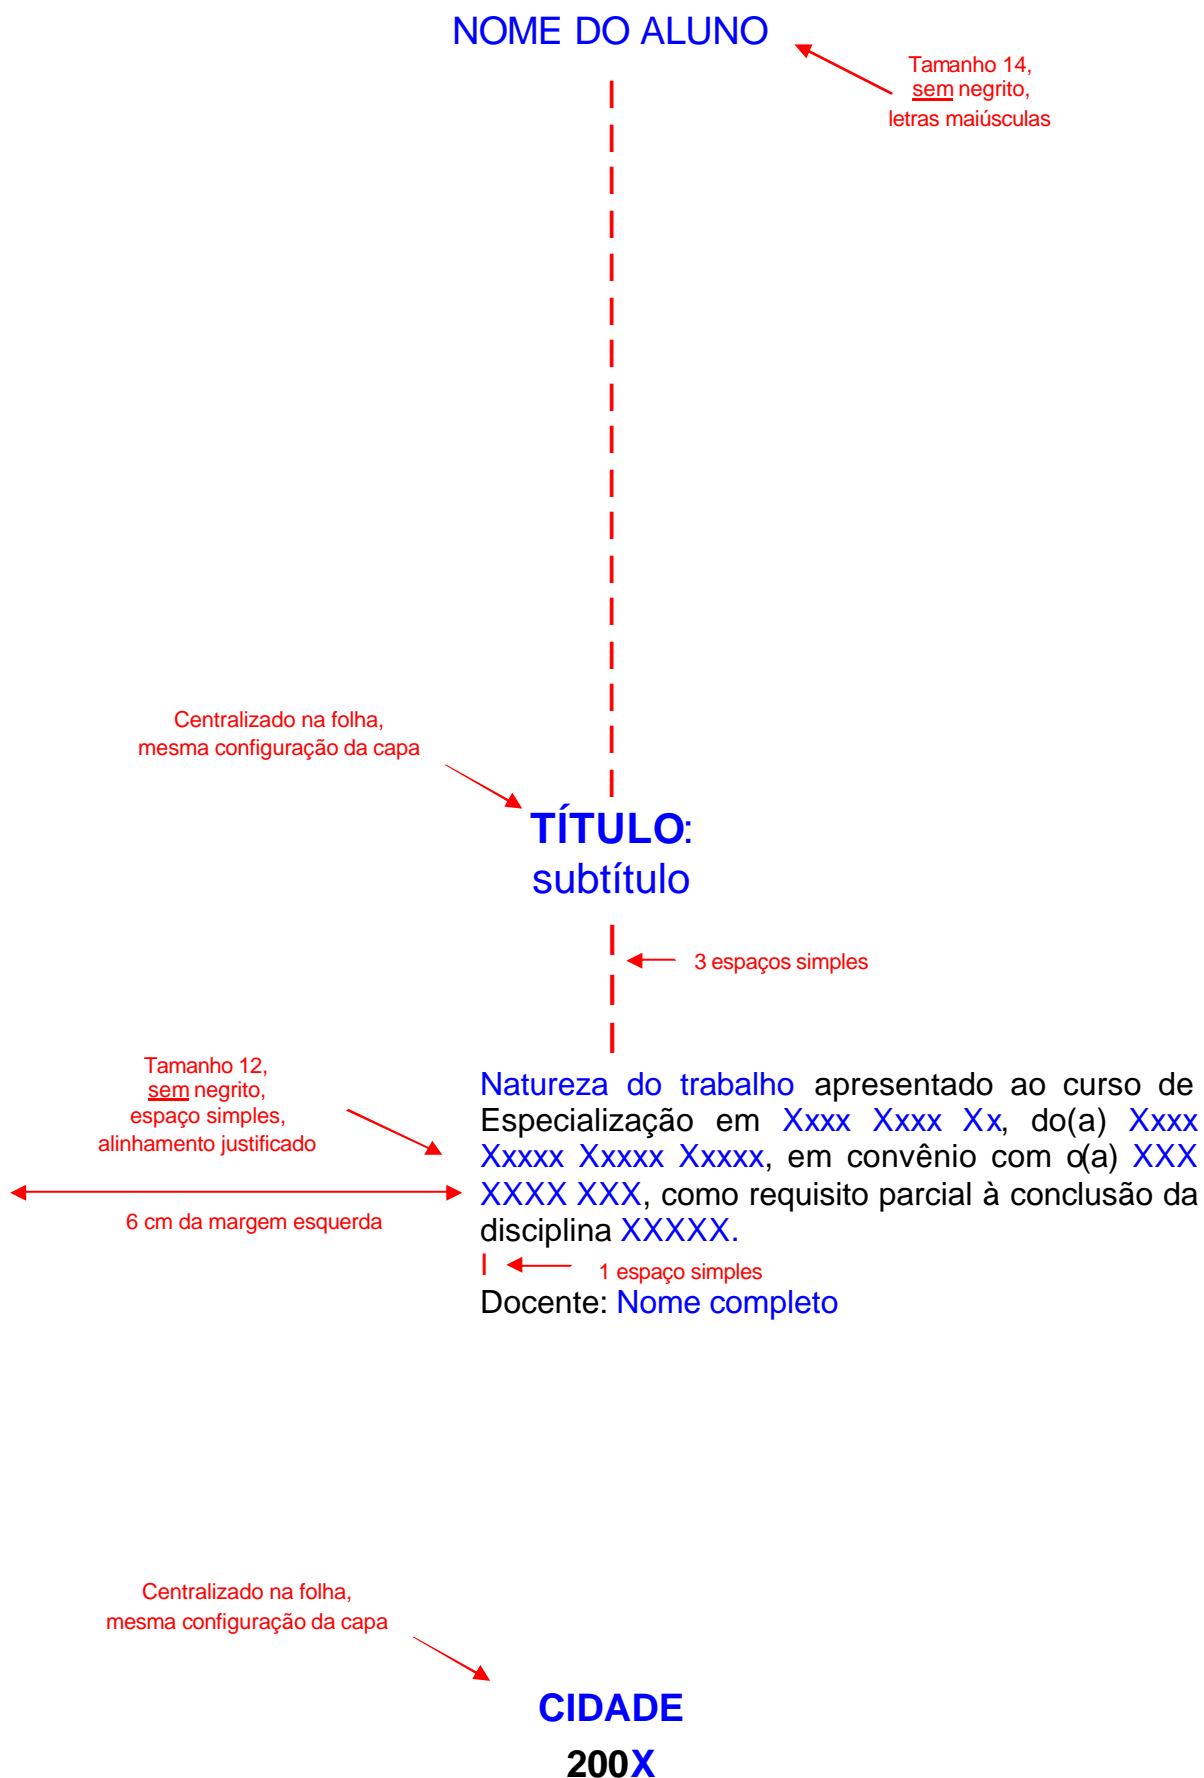 NOME DO ALUNO
Tamanho 14,
sem negrito,
letras maiúsculas
Centralizado na folha,
mesma configuração da capa
TÍTULO:
subtítulo
3 espaços simples
Tamanho 12,
sem negrito,
espaço simples,
alinhamento justificado
6 cm da margem esquerda
Natureza do trabalho apresentado ao curso de
Especialização em Xxxx Xxxx Xx, do(a) Xxxx
Xxxxx Xxxxx Xxxxx, em convênio com o(a) XXX
XXXX XXX, como requisito parcial à conclusão da
disciplina XXXXX.
1 espaço simples
Docente: Nome completo
Centralizado na folha,
mesma configuração da capa
CIDADE
200X